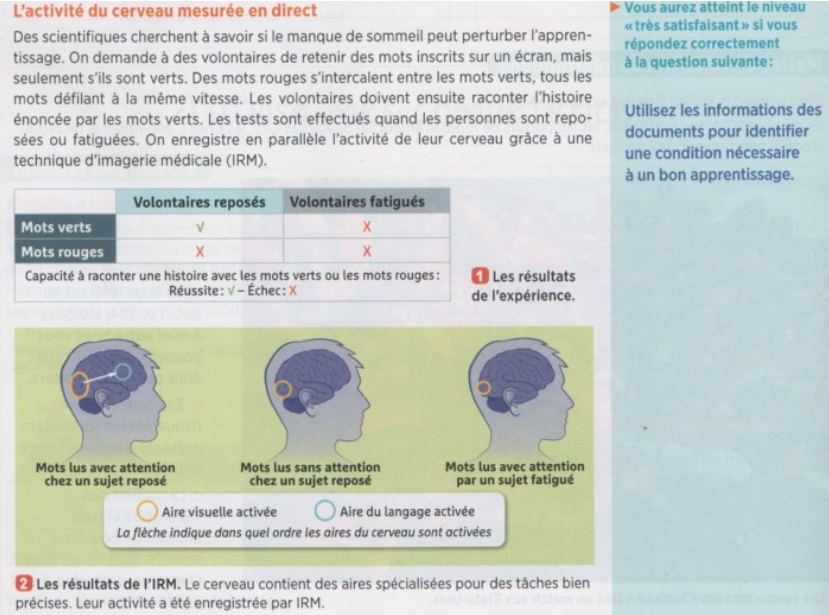 L'activité du cerveau mesurée en direct
Des scientifiques cherchent à savoir si le manque de sommeil peut perturber l'appren-
tissage. On demande à des volontaires de retenir des mots inscrits sur un écran, mais
seulement s'ils sont verts. Des mots rouges s'intercalent entre les mots verts, tous les
mots défilant à la même vitesse. Les volontaires doivent ensuite raconter l'histoire
énoncée par les mots verts. Les tests sont effectués quand les personnes sont repo-
sées ou fatiguées. On enregistre en parallèle l'activité de leur cerveau grâce à une
technique d'imagerie médicale (IRM).
▶ Vous aurez atteint le niveau
« très satisfaisant » si vous
répondez correctement
à la question suivante :
Utilisez les informations des
documents pour identifier
une condition nécessaire
à un bon apprentissage.
Volontaires reposés Volontaires fatigués
Mots verts √ X
Mots rouges X X
Capacité à raconter une histoire avec les mots verts ou les mots rouges :
Réussite : √ – Échec : X
1 Les résultats
de l'expérience.
Mots lus avec attention
chez un sujet reposé
Mots lus sans attention
chez un sujet reposé
Mots lus avec attention
par un sujet fatigué
Aire visuelle activée Aire du langage activée
La flèche indique dans quel ordre les aires du cerveau sont activées
2 Les résultats de l'IRM. Le cerveau contient des aires spécialisées pour des tâches bien
précises. Leur activité a été enregistrée par IRM.